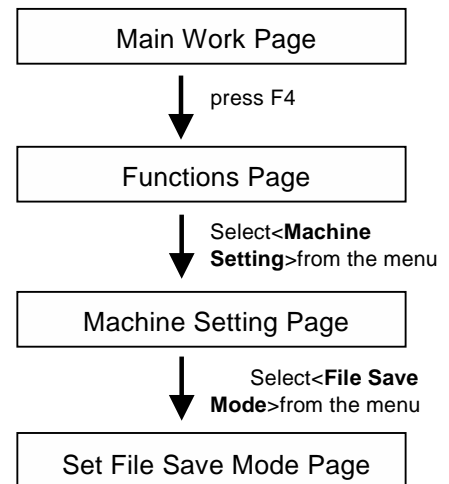 Main Work Page
press F4
Functions Page
Select<Machine
Setting>from the menu
Machine Setting Page
Select<File Save
Mode>from the menu
Set File Save Mode Page